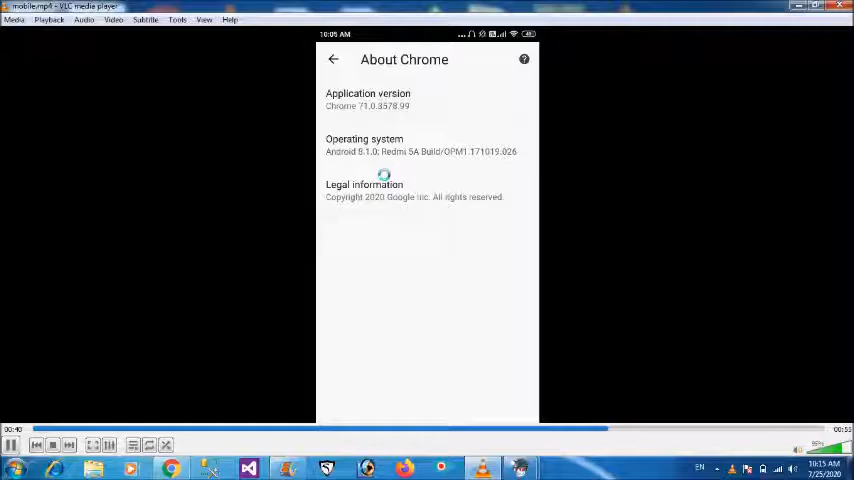 mobile.mp4 - VLC media player
Media Playback Audio Video Subtitle Tools View Help
10:05 AM
About Chrome
Application version
Chrome 71.0.3578.99
Operating system
Android 8.1.0; Redmi 5A Build/OPM1.171019.026
Legal information
Copyright 2020 Google Inc. All rights reserved.
00:40
00:55
95%
EN
10:15 AM
7/25/2020